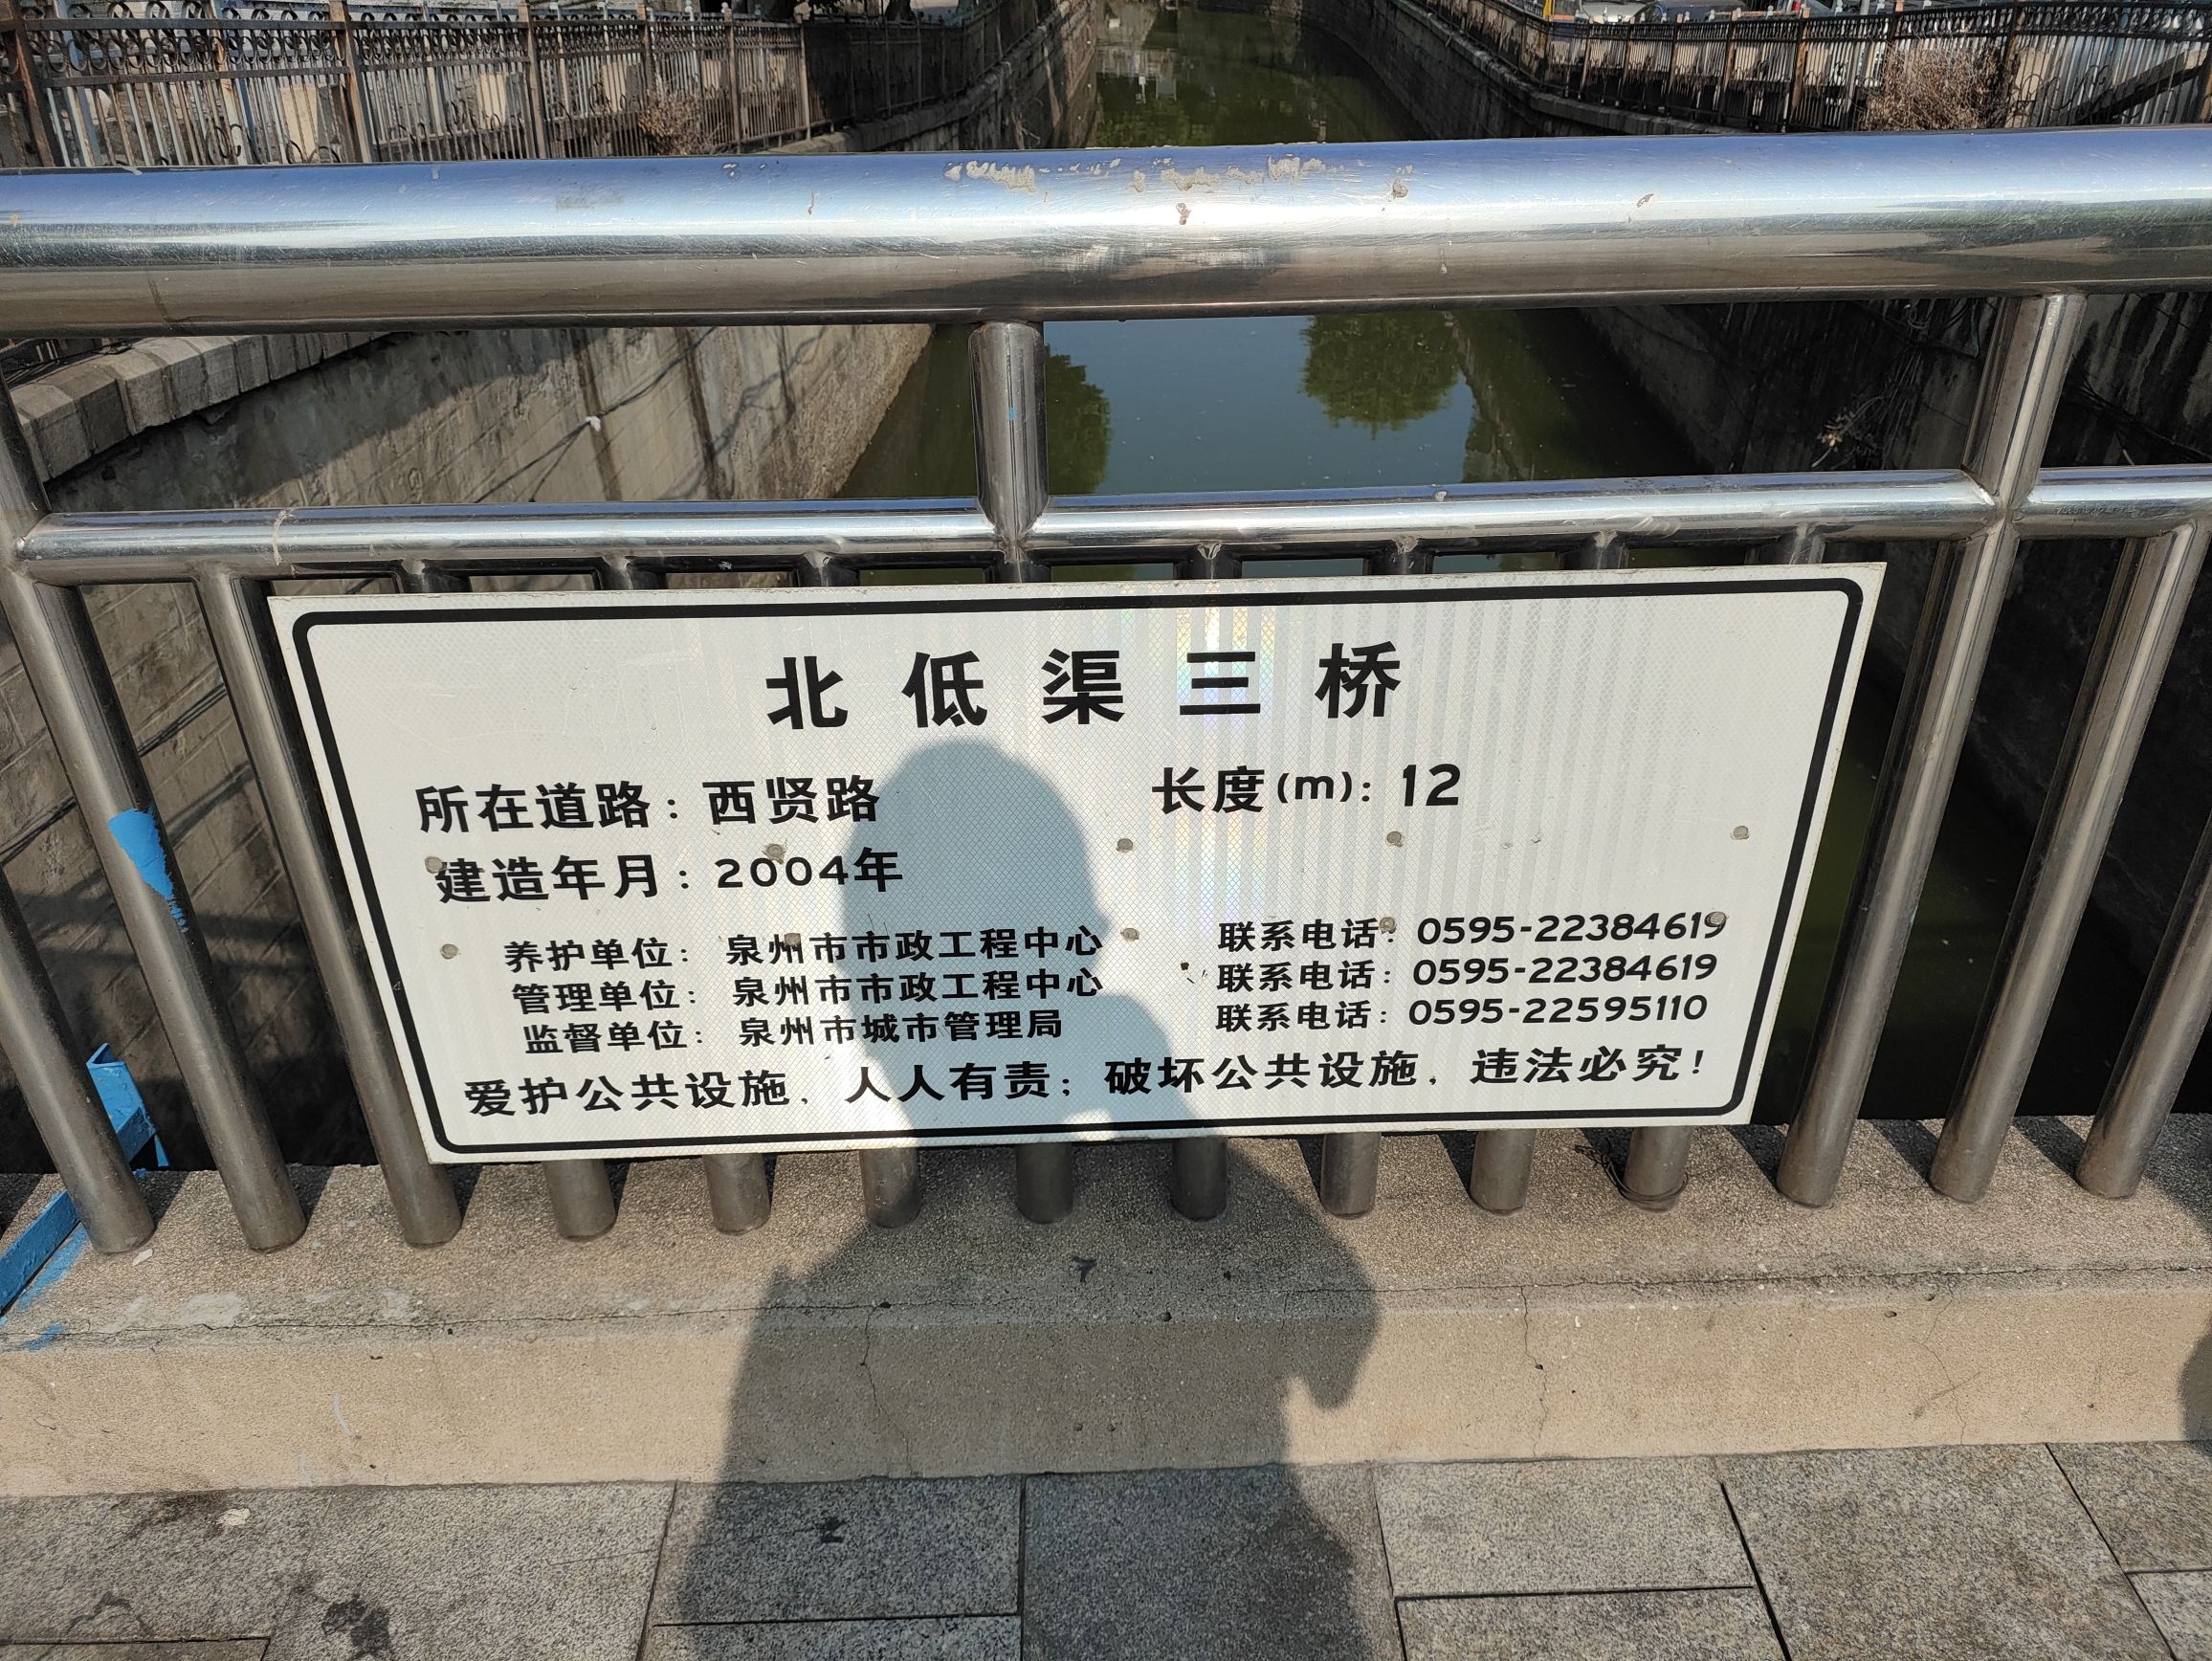 北低渠三桥
所在道路：西贤路 长度(m)：12
建造年月：2004年
养护单位： 泉州市市政工程中心 联系电话：0595-22384619
管理单位： 泉州市市政工程中心 联系电话：0595-22384619
监督单位： 泉州市城市管理局 联系电话：0595-22595110
爱护公共设施，人人有责；破坏公共设施，违法必究！